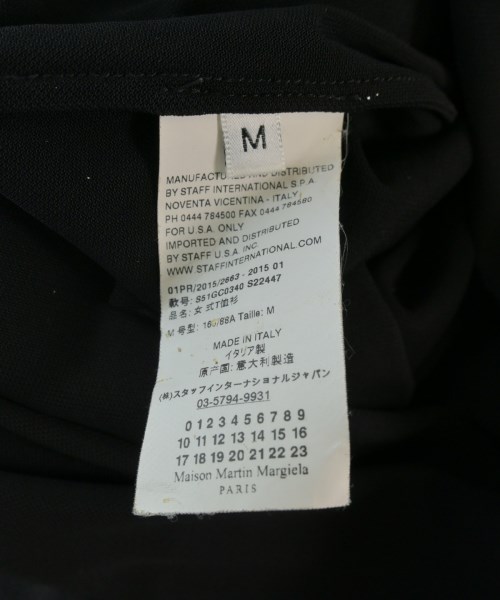 M
MANUFACTURED AND DISTRIBUTED
BY STAFF INTERNATIONAL S.P.A
NOVENTA VICENTINA - ITALY
PH 0444 784500 FAX 0444 784580
FOR U.S.A. ONLY
IMPORTED AND DISTRIBUTED
BY STAFF U.S.A. INC
WWW.STAFFINTERNATIONAL.COM
01PR/2015/2663 - 2015 01
款号: S51GC0340 S22447
品名: 女式T恤衫
M 号型: 160/88A Taille: M
MADE IN ITALY
イタリア製
原产国: 意大利製造
(株)スタッフインターナショナルジャパン
03-5794-9931
0 1 2 3 4 5 6 7 8 9
10 11 12 13 14 15 16
17 18 19 20 21 22 23
Maison Martin Margiela
PARIS